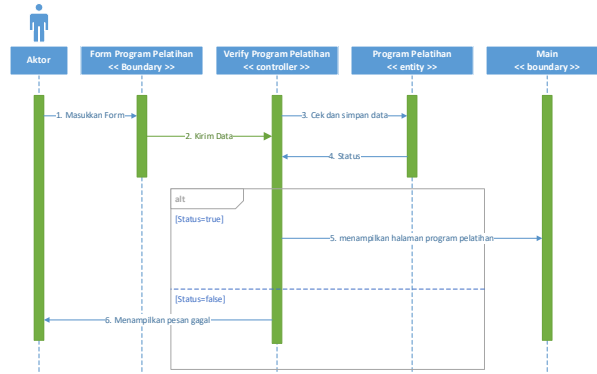 Aktor
Form Program Pelatihan
<< Boundary >>
Verify Program Pelatihan
<< controller >>
Program Pelatihan
<< entity >>
Main
<< boundary >>
1. Masukkan Form
3. Cek dan simpan data
2. Kirim Data
4. Status
alt
[Status=true]
5. menampilkan halaman program pelatihan
[Status=false]
6. Menampilkan pesan gagal